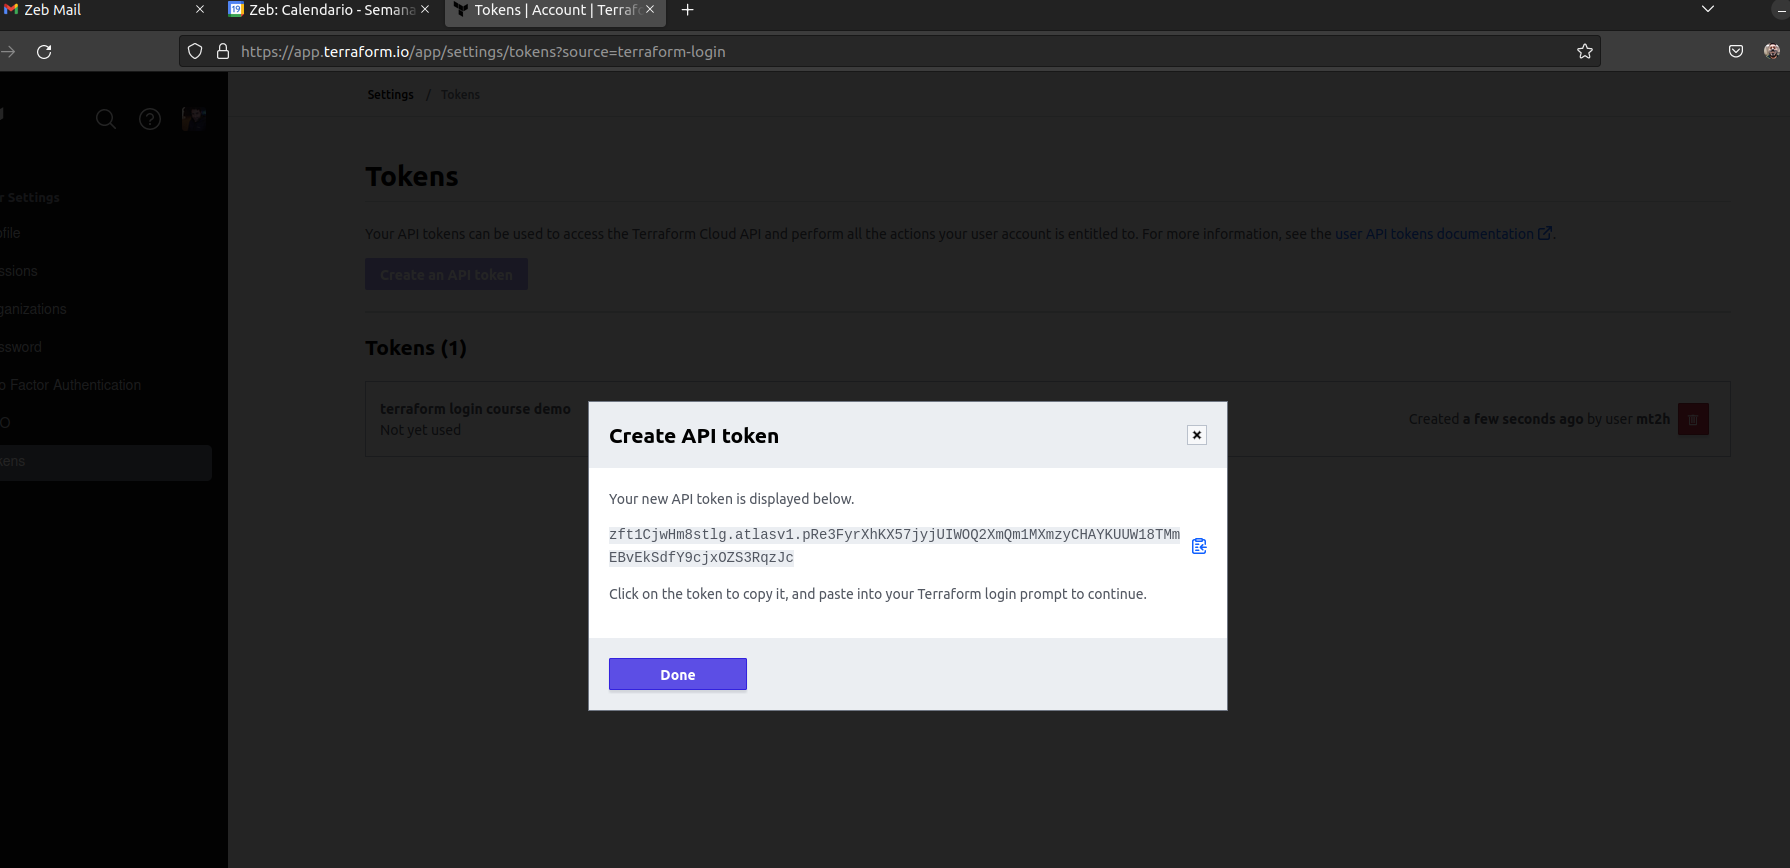 Zeb Mail
Zeb: Calendario - Semana
Tokens | Account | Terraf
https://app.terraform.io/app/settings/tokens?source=terraform-login
Settings / Tokens
r Settings
ofile
ssions
ganizations
ssword
o Factor Authentication
O
kens
Tokens
Your API tokens can be used to access the Terraform Cloud API and perform all the actions your user account is entitled to. For more information, see the user API tokens documentation.
Create an API token
Tokens (1)
terraform login course demo
Not yet used
Created a few seconds ago by user mt2h
Create API token
Your new API token is displayed below.
zft1CjwHm8stlg.atlasv1.pRe3FyrXhKX57jyjUIWOQ2XmQm1MXmzyCHAYKUUW18TMm
EBvEkSdfY9cjxOZS3RqzJc
Click on the token to copy it, and paste into your Terraform login prompt to continue.
Done